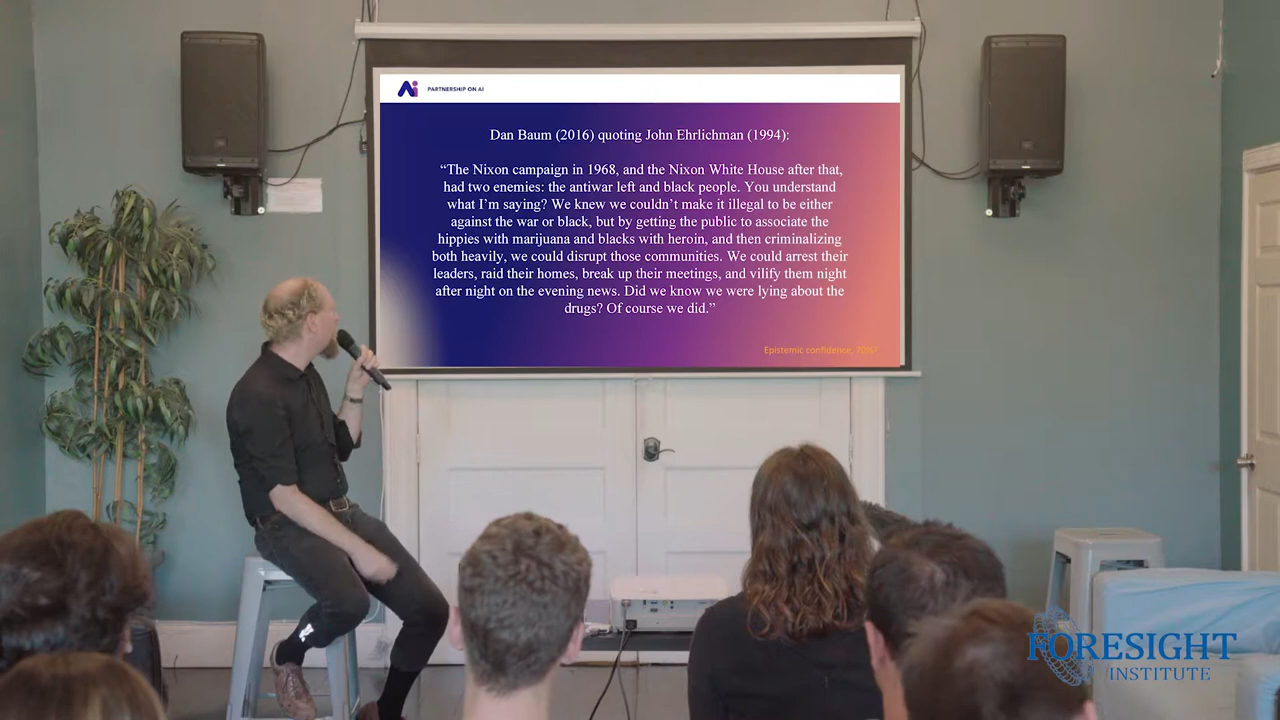 Ai PARTNERSHIP ON AI
Dan Baum (2016) quoting John Ehrlichman (1994):
“The Nixon campaign in 1968, and the Nixon White House after that,
had two enemies: the antiwar left and black people. You understand
what I’m saying? We knew we couldn’t make it illegal to be either
against the war or black, but by getting the public to associate the
hippies with marijuana and blacks with heroin, and then criminalizing
both heavily, we could disrupt those communities. We could arrest their
leaders, raid their homes, break up their meetings, and vilify them night
after night on the evening news. Did we know we were lying about the
drugs? Of course we did.”
Epistemic confidence, 70%?
FORESIGHT
INSTITUTE